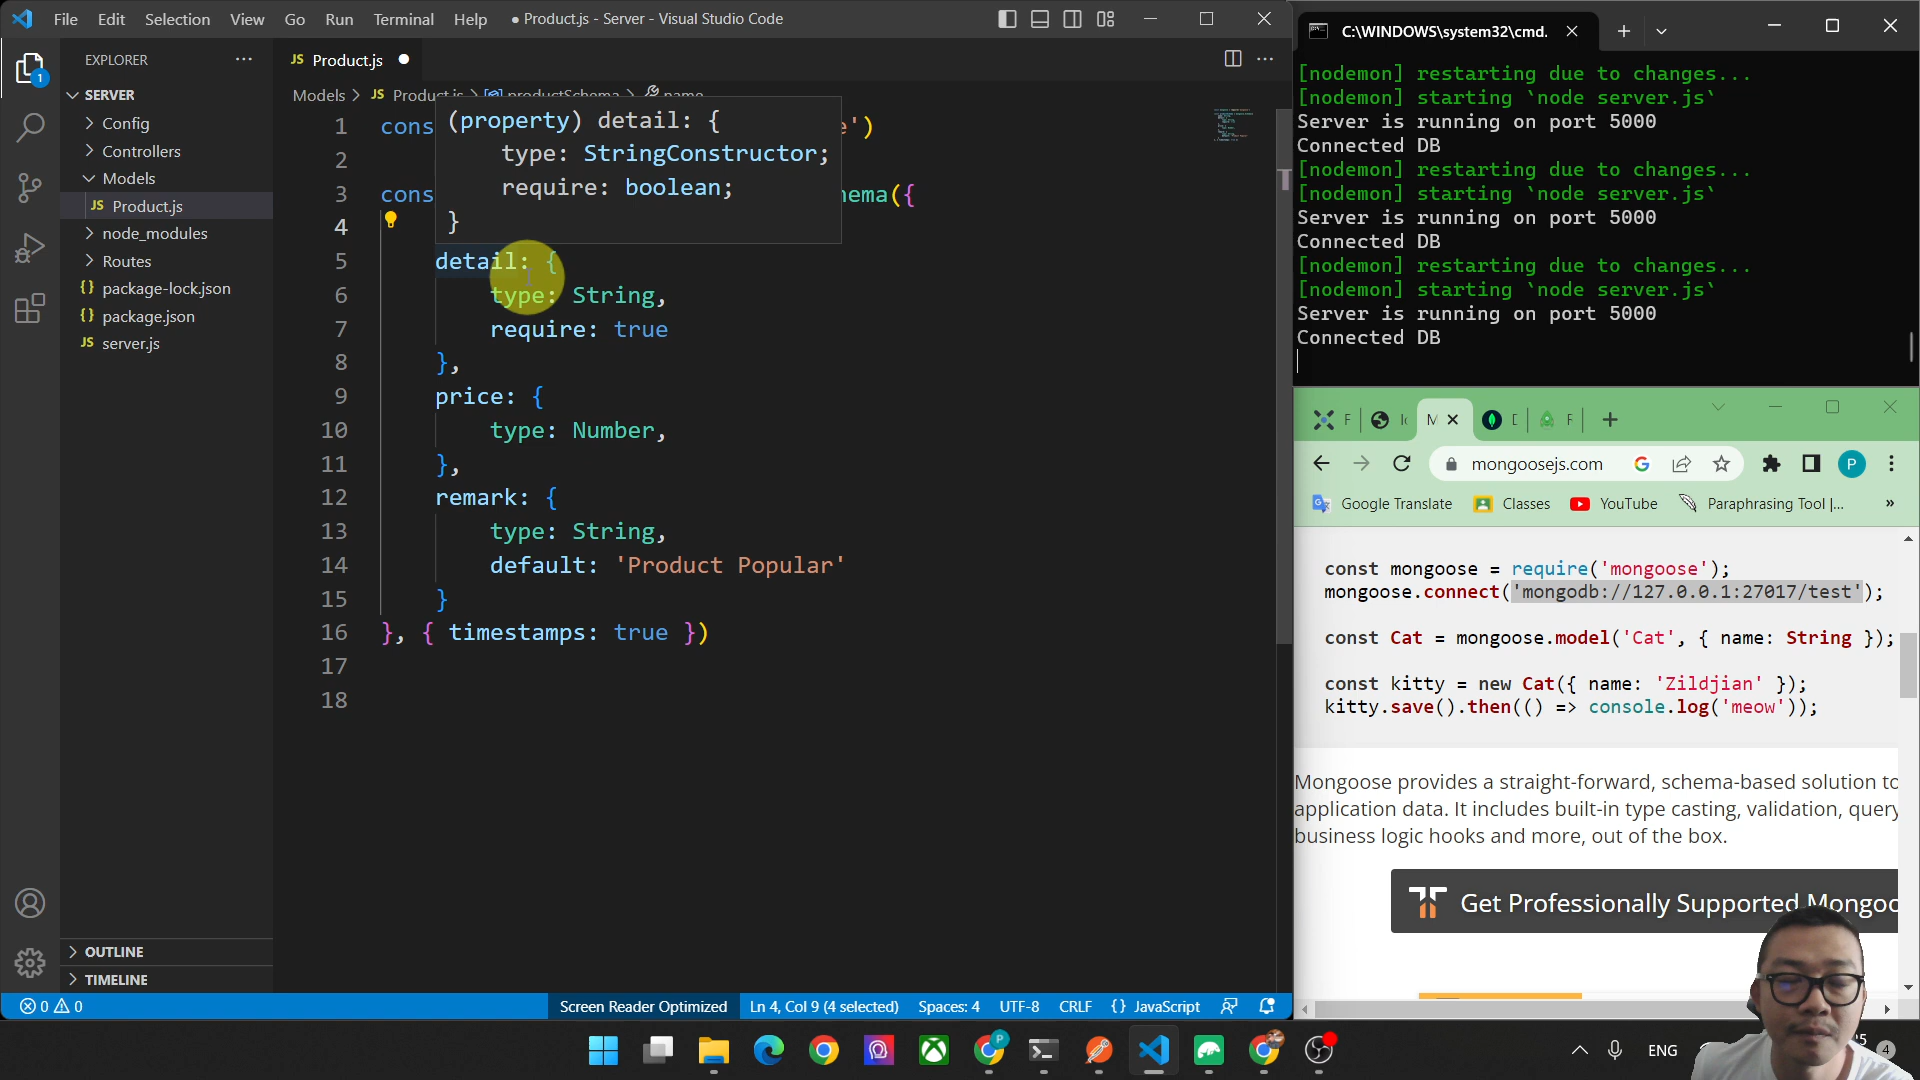 File Edit Selection View Go Run Terminal Help ● Product.js - Server - Visual Studio Code
EXPLORER
SERVER
Config
Controllers
Models
JS Product.js
node_modules
Routes
{} package-lock.json
{} package.json
JS server.js
OUTLINE
TIMELINE
1
JS Product.js
Models > JS Product.js > productSchema > name
1 cons e')
2
3 cons hema({
4
5 detail: {
6 type: String,
7 require: true
8 },
9 price: {
10 type: Number,
11 },
12 remark: {
13 type: String,
14 default: 'Product Popular'
15 }
16 }, { timestamps: true })
17
18
(property) detail: {
type: StringConstructor;
require: boolean;
}
0 0 Screen Reader Optimized Ln 4, Col 9 (4 selected) Spaces: 4 UTF-8 CRLF {} JavaScript
C:\WINDOWS\system32\cmd.
[nodemon] restarting due to changes...
[nodemon] starting `node server.js`
Server is running on port 5000
Connected DB
[nodemon] restarting due to changes...
[nodemon] starting `node server.js`
Server is running on port 5000
Connected DB
[nodemon] restarting due to changes...
[nodemon] starting `node server.js`
Server is running on port 5000
Connected DB
mongoosejs.com P
Google Translate Classes YouTube Paraphrasing Tool |... »
const mongoose = require('mongoose');
mongoose.connect('mongodb://127.0.0.1:27017/test');
const Cat = mongoose.model('Cat', { name: String });
const kitty = new Cat({ name: 'Zildjian' });
kitty.save().then(() => console.log('meow'));
Mongoose provides a straight-forward, schema-based solution to
application data. It includes built-in type casting, validation, query
business logic hooks and more, out of the box.
Get Professionally Supported Mongoo
ENG
4